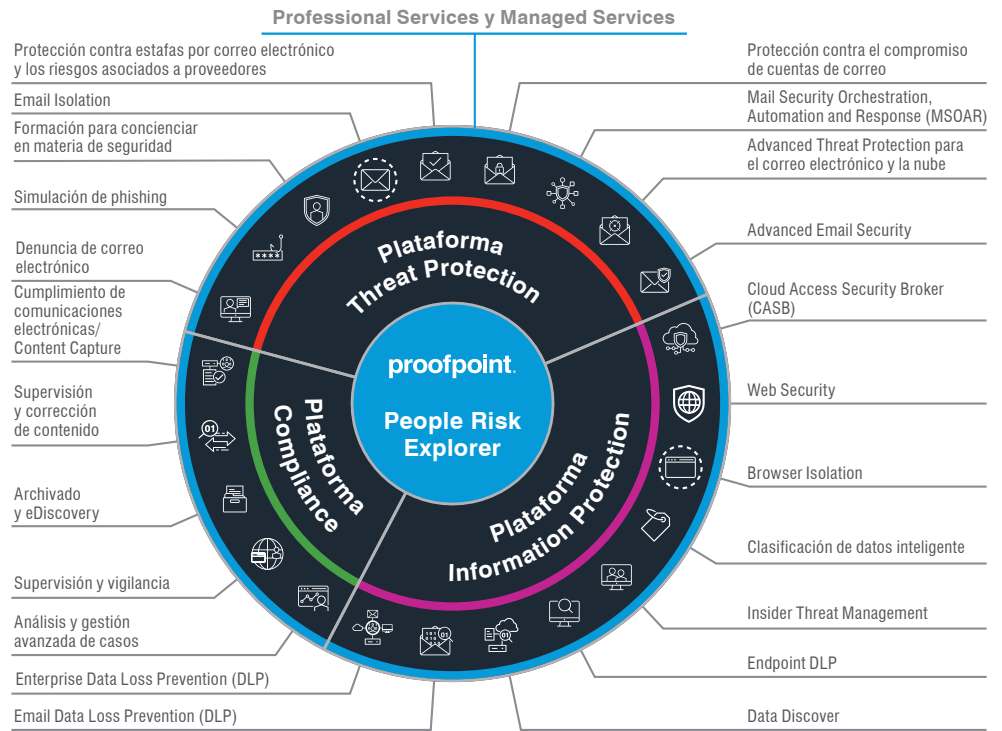 Professional Services y Managed Services
Protección contra estafas por correo electrónico
y los riesgos asociados a proveedores
Email Isolation
Formación para concienciar
en materia de seguridad
Simulación de phishing
Denuncia de correo
electrónico
Cumplimiento de
comunicaciones
electrónicas/
Content Capture
Supervisión
y corrección
de contenido
Archivado
y eDiscovery
Supervisión y vigilancia
Análisis y gestión
avanzada de casos
Enterprise Data Loss Prevention (DLP)
Email Data Loss Prevention (DLP)
Protección contra el compromiso
de cuentas de correo
Mail Security Orchestration,
Automation and Response (MSOAR)
Advanced Threat Protection para
el correo electrónico y la nube
Advanced Email Security
Cloud Access Security Broker
(CASB)
Web Security
Browser Isolation
Clasificación de datos inteligente
Insider Threat Management
Endpoint DLP
Data Discover
Plataforma
Threat Protection
proofpoint.
People Risk
Explorer
Plataforma
Compliance
Plataforma
Information Protection